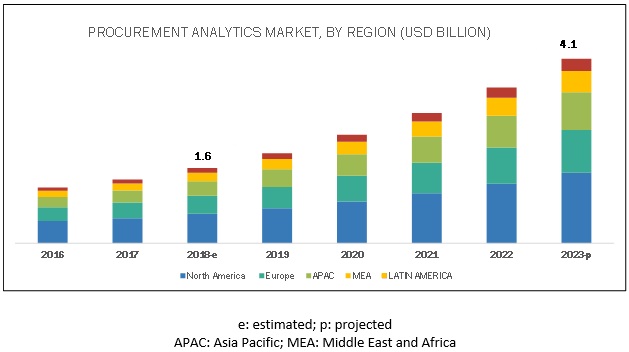 PROCUREMENT ANALYTICS MARKET, BY REGION (USD BILLION)
4.1
1.6
2016 2017 2018-e 2019 2020 2021 2022 2023-p
North America Europe APAC MEA LATIN AMERICA
e: estimated; p: projected
APAC: Asia Pacific; MEA: Middle East and Africa